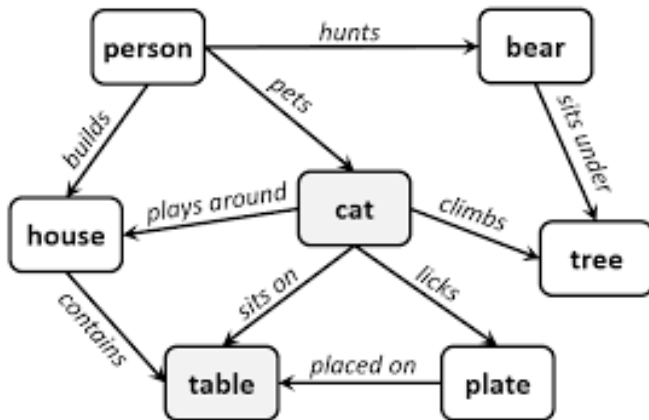 hunts
person
bear
pets
builds
sits under
plays around
cat
climbs
house
tree
contains
sits on
licks
placed on
table
plate